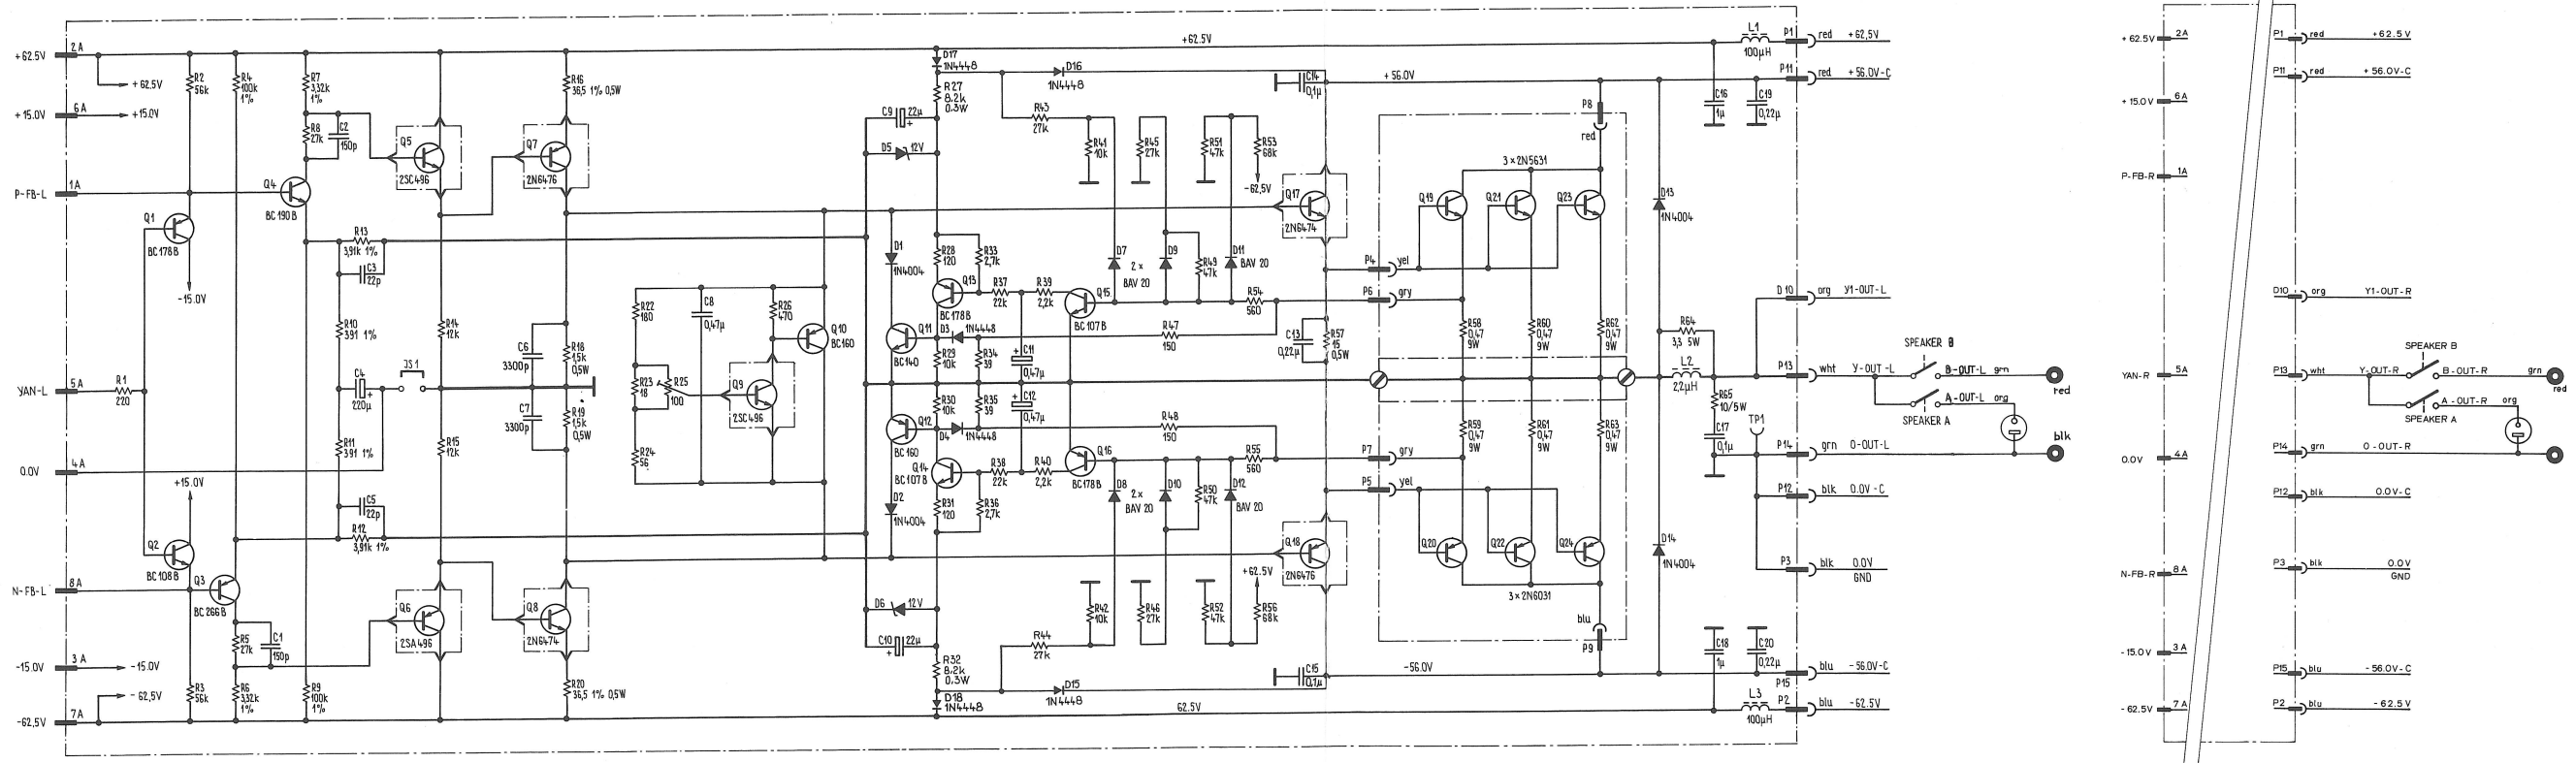 +62.5V
2A
+62.5V
+15.0V
6A
+15.0V
P-FB-L
1A
YAN-L
5A
0.0V
4A
N-FB-L
8A
-15.0V
3A
-15.0V
-62,5V
7A
-62,5V
R1
220
Q1
BC178B
-15.0V
Q2
BC108B
+15.0V
R2
56k
R3
56k
R4
100k
1%
R7
3,32k
1%
R8
27k
C2
150p
Q4
BC190B
Q3
BC266B
R5
27k
C1
150p
R6
3,32k
1%
R9
100k
1%
R13
3,91k 1%
C3
22p
R10
391 1%
C4
220µ
JS1
R11
391 1%
C5
22p
R12
3,91k 1%
Q5
2SC496
R14
12k
R15
12k
Q6
2SA496
R16
36,5 1% 0,5W
Q7
2N6476
C6
3300p
R18
1,5k
0,5W
C7
3300p
R19
1,5k
0,5W
Q8
2N6474
R20
36,5 1% 0,5W
R22
180
R23
18
R25
100
R24
56
C8
0,47µ
R26
470
Q9
2SC496
Q10
BC160
+62.5V
D17
1N4448
R27
8.2k
0.3W
C9
22µ
D5
12V
D16
1N4448
R43
27k
R41
10k
R45
27k
R51
47k
R53
68k
-62,5V
D1
1N4004
R28
120
R33
2,7k
Q13
BC178B
R37
22k
R39
2,2k
Q15
BC107B
D7
2 x
BAV 20
D9
R49
47k
D11
BAV 20
R54
560
Q11
BC140
D3
1N4448
R47
150
R29
10k
R34
39
C11
0,47µ
R30
10k
R35
39
C12
0,47µ
Q12
BC160
D4
1N4448
R48
150
Q14
BC107B
R38
22k
R40
2,2k
Q16
BC178B
R55
560
D2
1N4004
R31
120
R36
2,7k
D8
2x
BAV 20
D10
R50
47k
D12
BAV 20
D6
12V
C10
22µ
R42
10k
R46
27k
R52
47k
R56
68k
+62.5V
R44
27k
R32
8.2k
0.3W
D15
1N4448
D18
1N4448
62.5V
C14
0,1µ
+56.0V
Q17
2N6474
C13
0,22µ
R57
15
0,5W
Q18
2N6476
C15
0,1µ
-56.0V
P4
yel
P6
gry
P7
gry
P5
yel
P8
red
3 x 2N5631
Q19
Q21
Q23
R58
0,47
9W
R60
0,47
9W
R62
0,47
9W
R59
0,47
9W
R61
0,47
9W
R63
0,47
9W
Q20
Q22
Q24
3 x 2N6031
blu
P9
D13
1N4004
D14
1N4004
R64
3,3 5W
L2
2,2µH
R65
10/5W
C17
0,1µ
TP1
C16
1µ
C19
0,22µ
C18
1µ
C20
0,22µ
L1
100µH
L3
100µH
P1
red
+62,5V
P11
red
+56.0V-C
D10
org
Y1-OUT-L
P13
wht
Y-OUT-L
SPEAKER B
B-OUT-L
grn
red
A-OUT-L
org
SPEAKER A
P14
grn
0-OUT-L
blk
P12
blk
0.0V-C
P3
blk
0.0V
GND
blu
-56.0V-C
P15
P2
blu
-62.5V
+62.5V
2A
+15.0V
6A
P-FB-R
1A
YAN-R
5A
0.0V
4A
N-FB-R
8A
-15.0V
3A
-62.5V
7A
P1
red
+62.5V
P11
red
+56.0V-C
D10
org
Y1-OUT-R
P13
wht
Y-OUT-R
SPEAKER B
B-OUT-R
grn
red
A-OUT-R
org
SPEAKER A
P14
grn
0-OUT-R
blk
P12
blk
0.0V-C
P3
blk
0.0V
GND
P15
blu
-56.0V-C
P2
blu
-62.5V